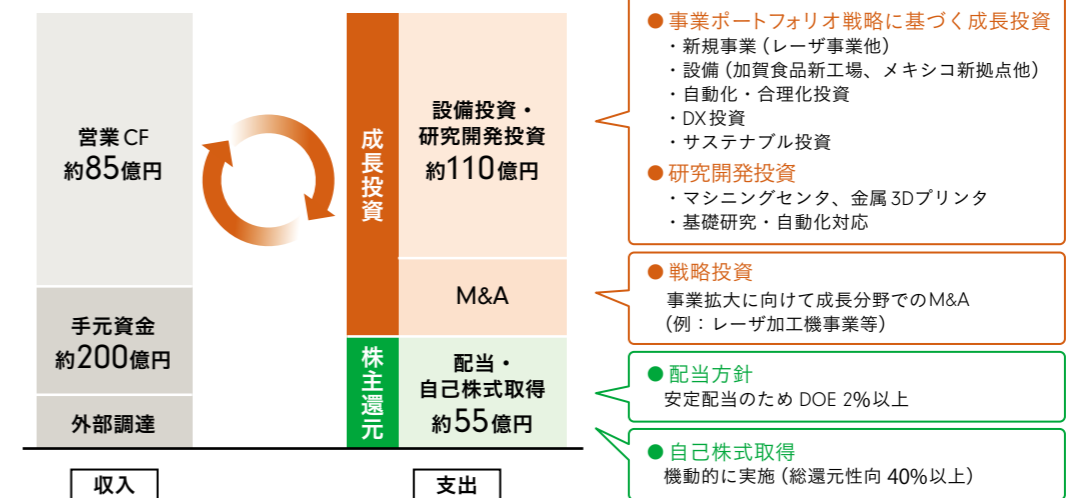 営業CF
約85億円
手元資金
約200億円
外部調達
収入
成長投資
設備投資・
研究開発投資
約110億円
M&A
株主還元
配当・
自己株式取得
約55億円
支出
●事業ポートフォリオ戦略に基づく成長投資
・新規事業(レーザ事業他)
・設備(加賀食品新工場、メキシコ新拠点他)
・自動化・合理化投資
・DX投資
・サステナブル投資
●研究開発投資
・マシニングセンタ、金属3Dプリンタ
・基礎研究・自動化対応
●戦略投資
事業拡大に向けて成長分野でのM&A
(例:レーザ加工機事業等)
●配当方針
安定配当のため DOE 2%以上
●自己株式取得
機動的に実施(総還元性向 40%以上)